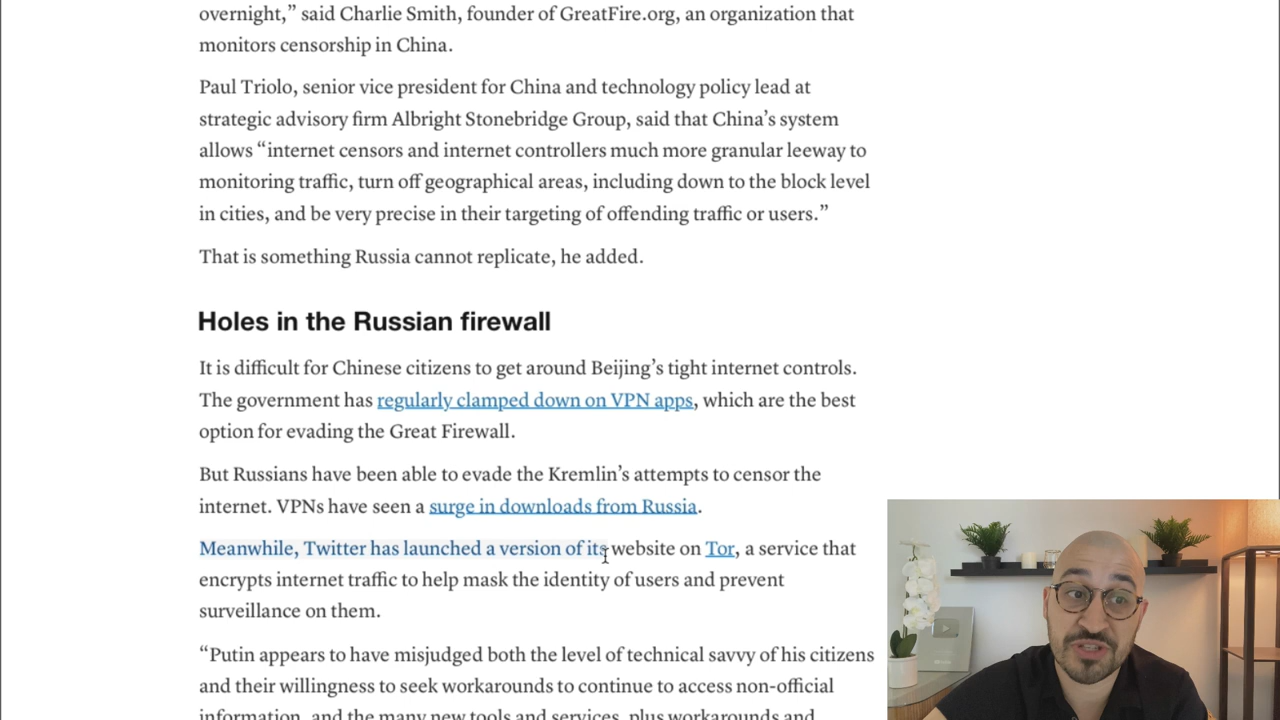 overnight,” said Charlie Smith, founder of GreatFire.org, an organization that
monitors censorship in China.
Paul Triolo, senior vice president for China and technology policy lead at
strategic advisory firm Albright Stonebridge Group, said that China’s system
allows “internet censors and internet controllers much more granular leeway to
monitoring traffic, turn off geographical areas, including down to the block level
in cities, and be very precise in their targeting of offending traffic or users.”
That is something Russia cannot replicate, he added.
Holes in the Russian firewall
It is difficult for Chinese citizens to get around Beijing’s tight internet controls.
The government has regularly clamped down on VPN apps, which are the best
option for evading the Great Firewall.
But Russians have been able to evade the Kremlin’s attempts to censor the
internet. VPNs have seen a surge in downloads from Russia.
Meanwhile, Twitter has launched a version of its website on Tor, a service that
encrypts internet traffic to help mask the identity of users and prevent
surveillance on them.
“Putin appears to have misjudged both the level of technical savvy of his citizens
and their willingness to seek workarounds to continue to access non-official
information, and the many new tools and services, plus workarounds and